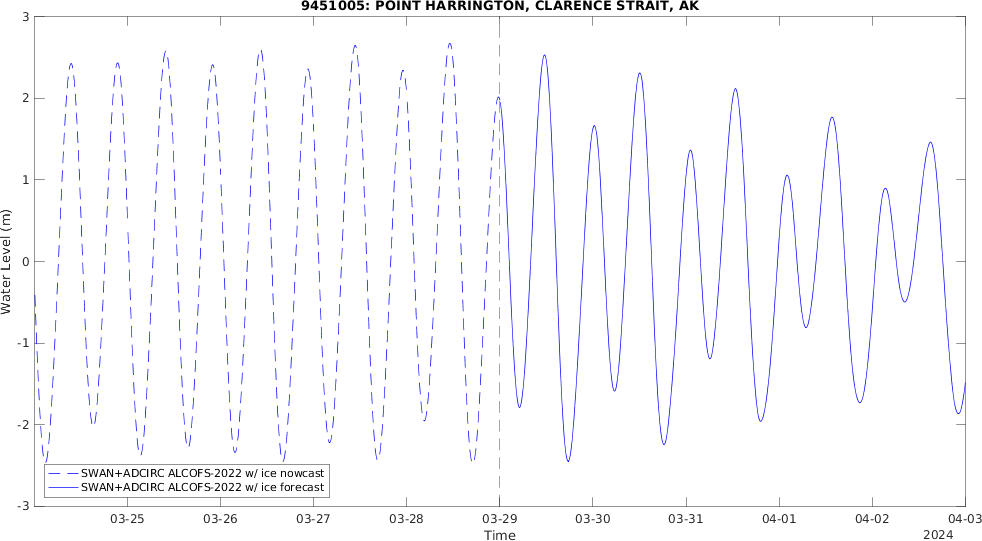 9451005: POINT HARRINGTON, CLARENCE STRAIT, AK
Water Level (m)
3
2
1
0
-1
-2
-3
SWAN+ADCIRC ALCOFS-2022 w/ ice nowcast
SWAN+ADCIRC ALCOFS-2022 w/ ice forecast
03-25 03-26 03-27 03-28 03-29 03-30 03-31 04-01 04-02 04-03
Time
2024